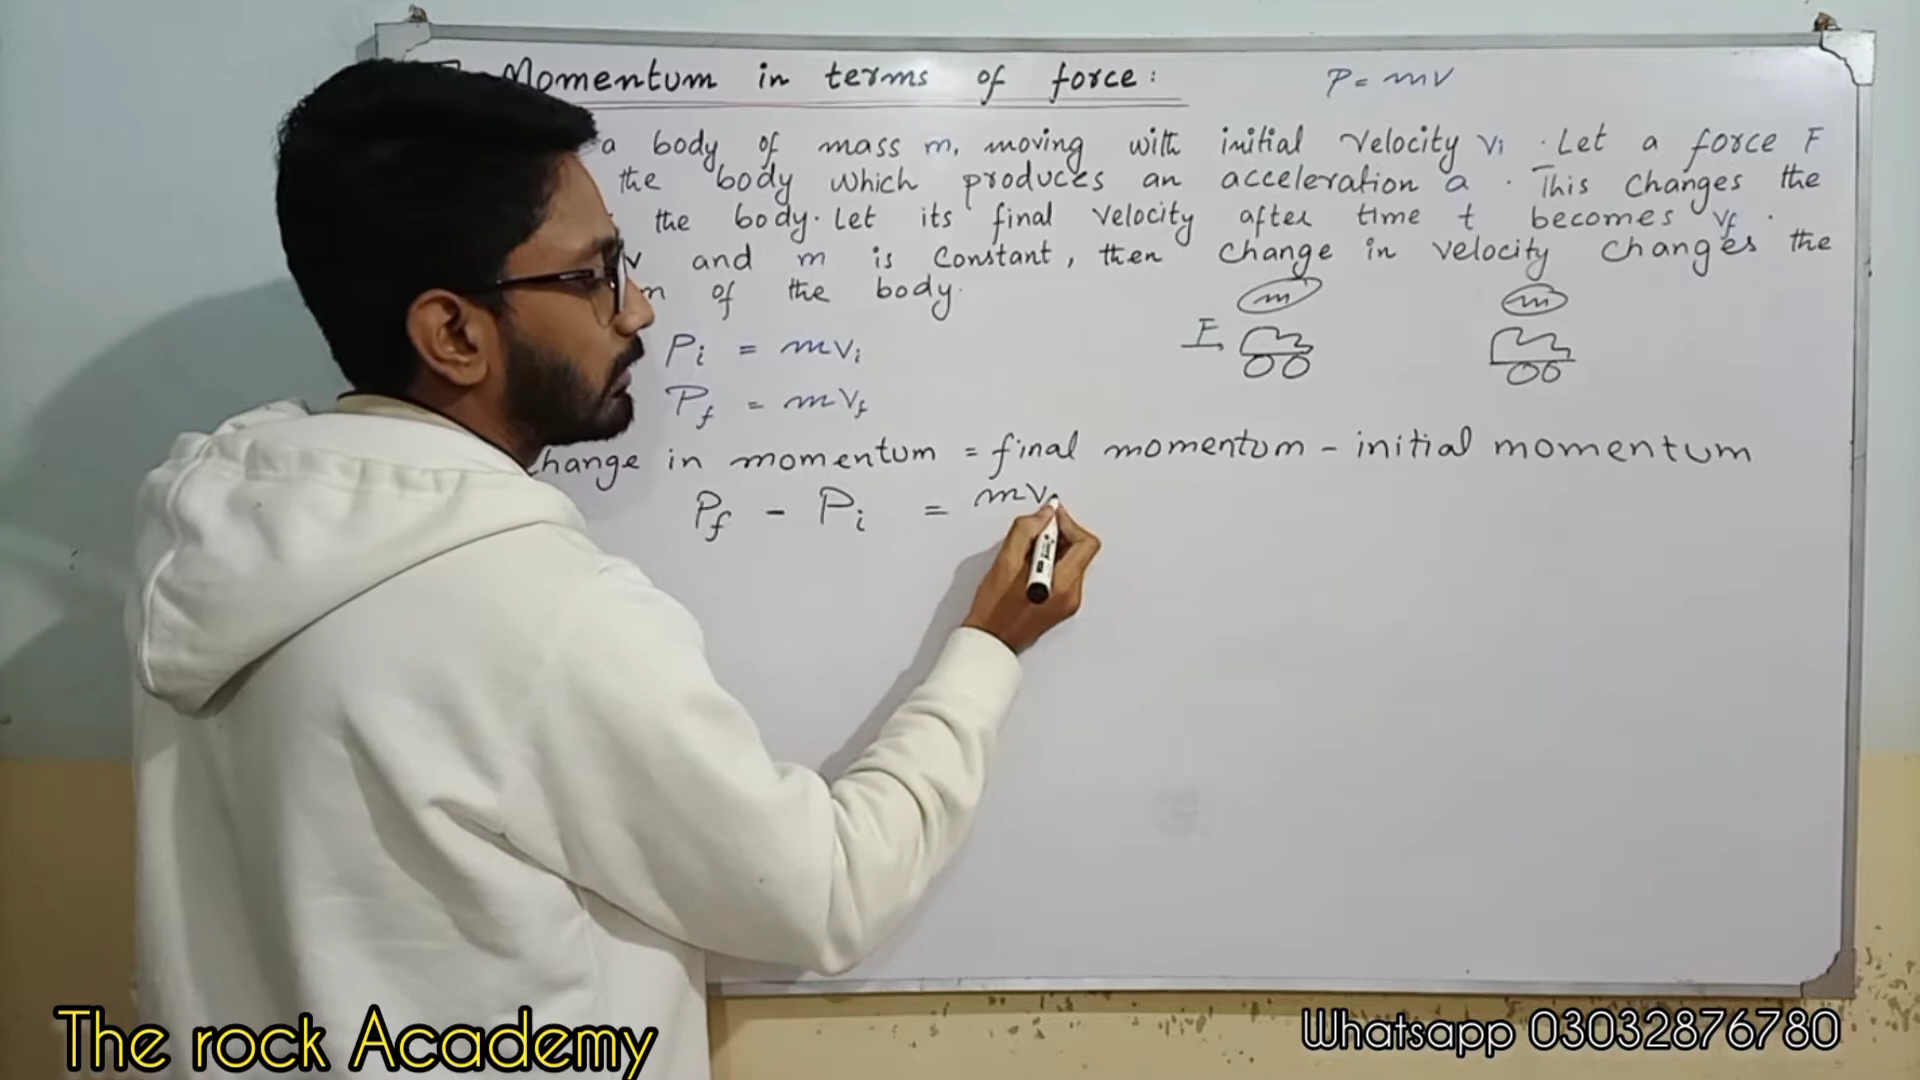 Momentum in terms of force:
P = mv
a body of mass m, moving with initial velocity vi . Let a force F
the body which produces an acceleration a . This changes the
the body. Let its final velocity after time t becomes vf .
v and m is constant, then change in velocity changes the
m of the body.
m m
F
Pi = mvi
Pf = mvf
change in momentum = final momentum - initial momentum
Pf - Pi = mv
The rock Academy
Whatsapp 03032876780